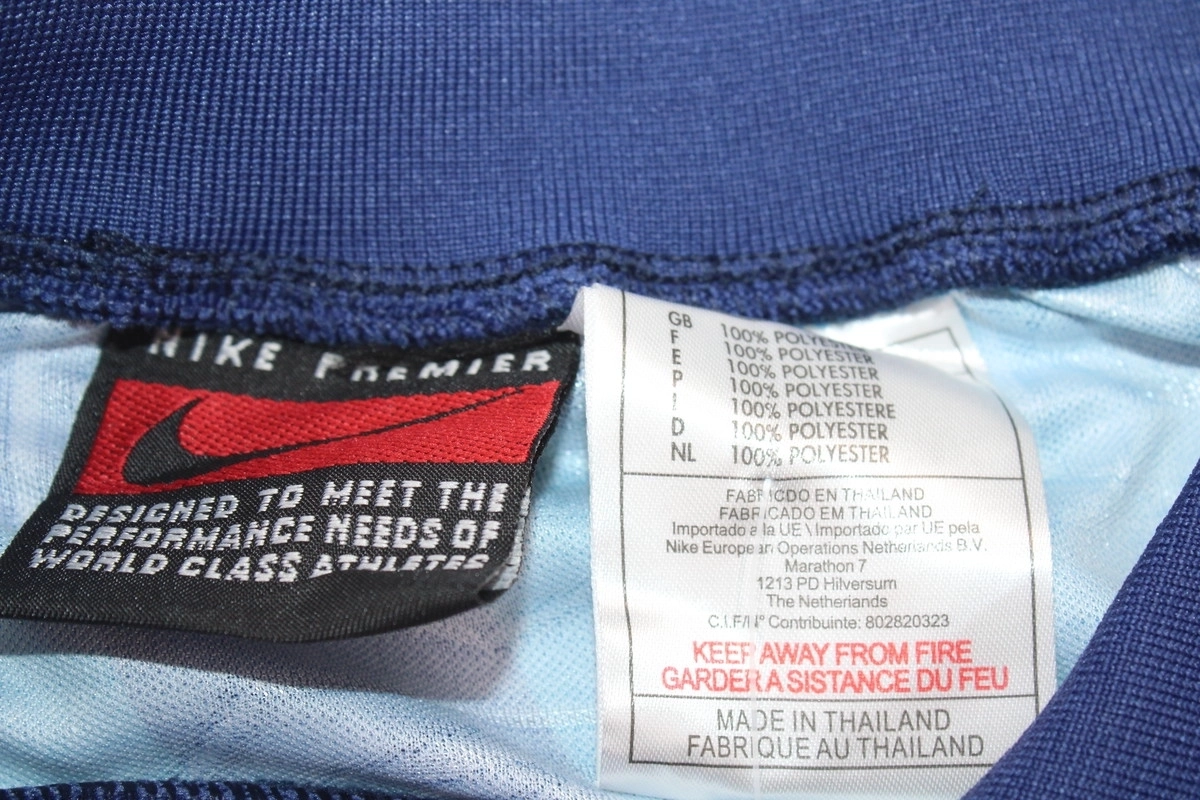 NIKE PREMIER
DESIGNED TO MEET THE
PERFORMANCE NEEDS OF
WORLD CLASS ATHLETES
GB 100% POLYESTER
F 100% POLYESTER
E 100% POLYESTER
P 100% POLYESTER
I 100% POLYESTERE
D 100% POLYESTER
NL 100% POLYESTER
FABRICDO EN THAILAND
FABRICADO EM THAILAND
Importado a la UE \ Importado par UE pela
Nike European Operations Netherlands B.V.
Marathon 7
1213 PD Hilversum
The Netherlands
C.I.F/N° Contribuinte: 802820323
KEEP AWAY FROM FIRE
GARDER A SISTANCE DU FEU
MADE IN THAILAND
FABRIQUE AU THAILAND